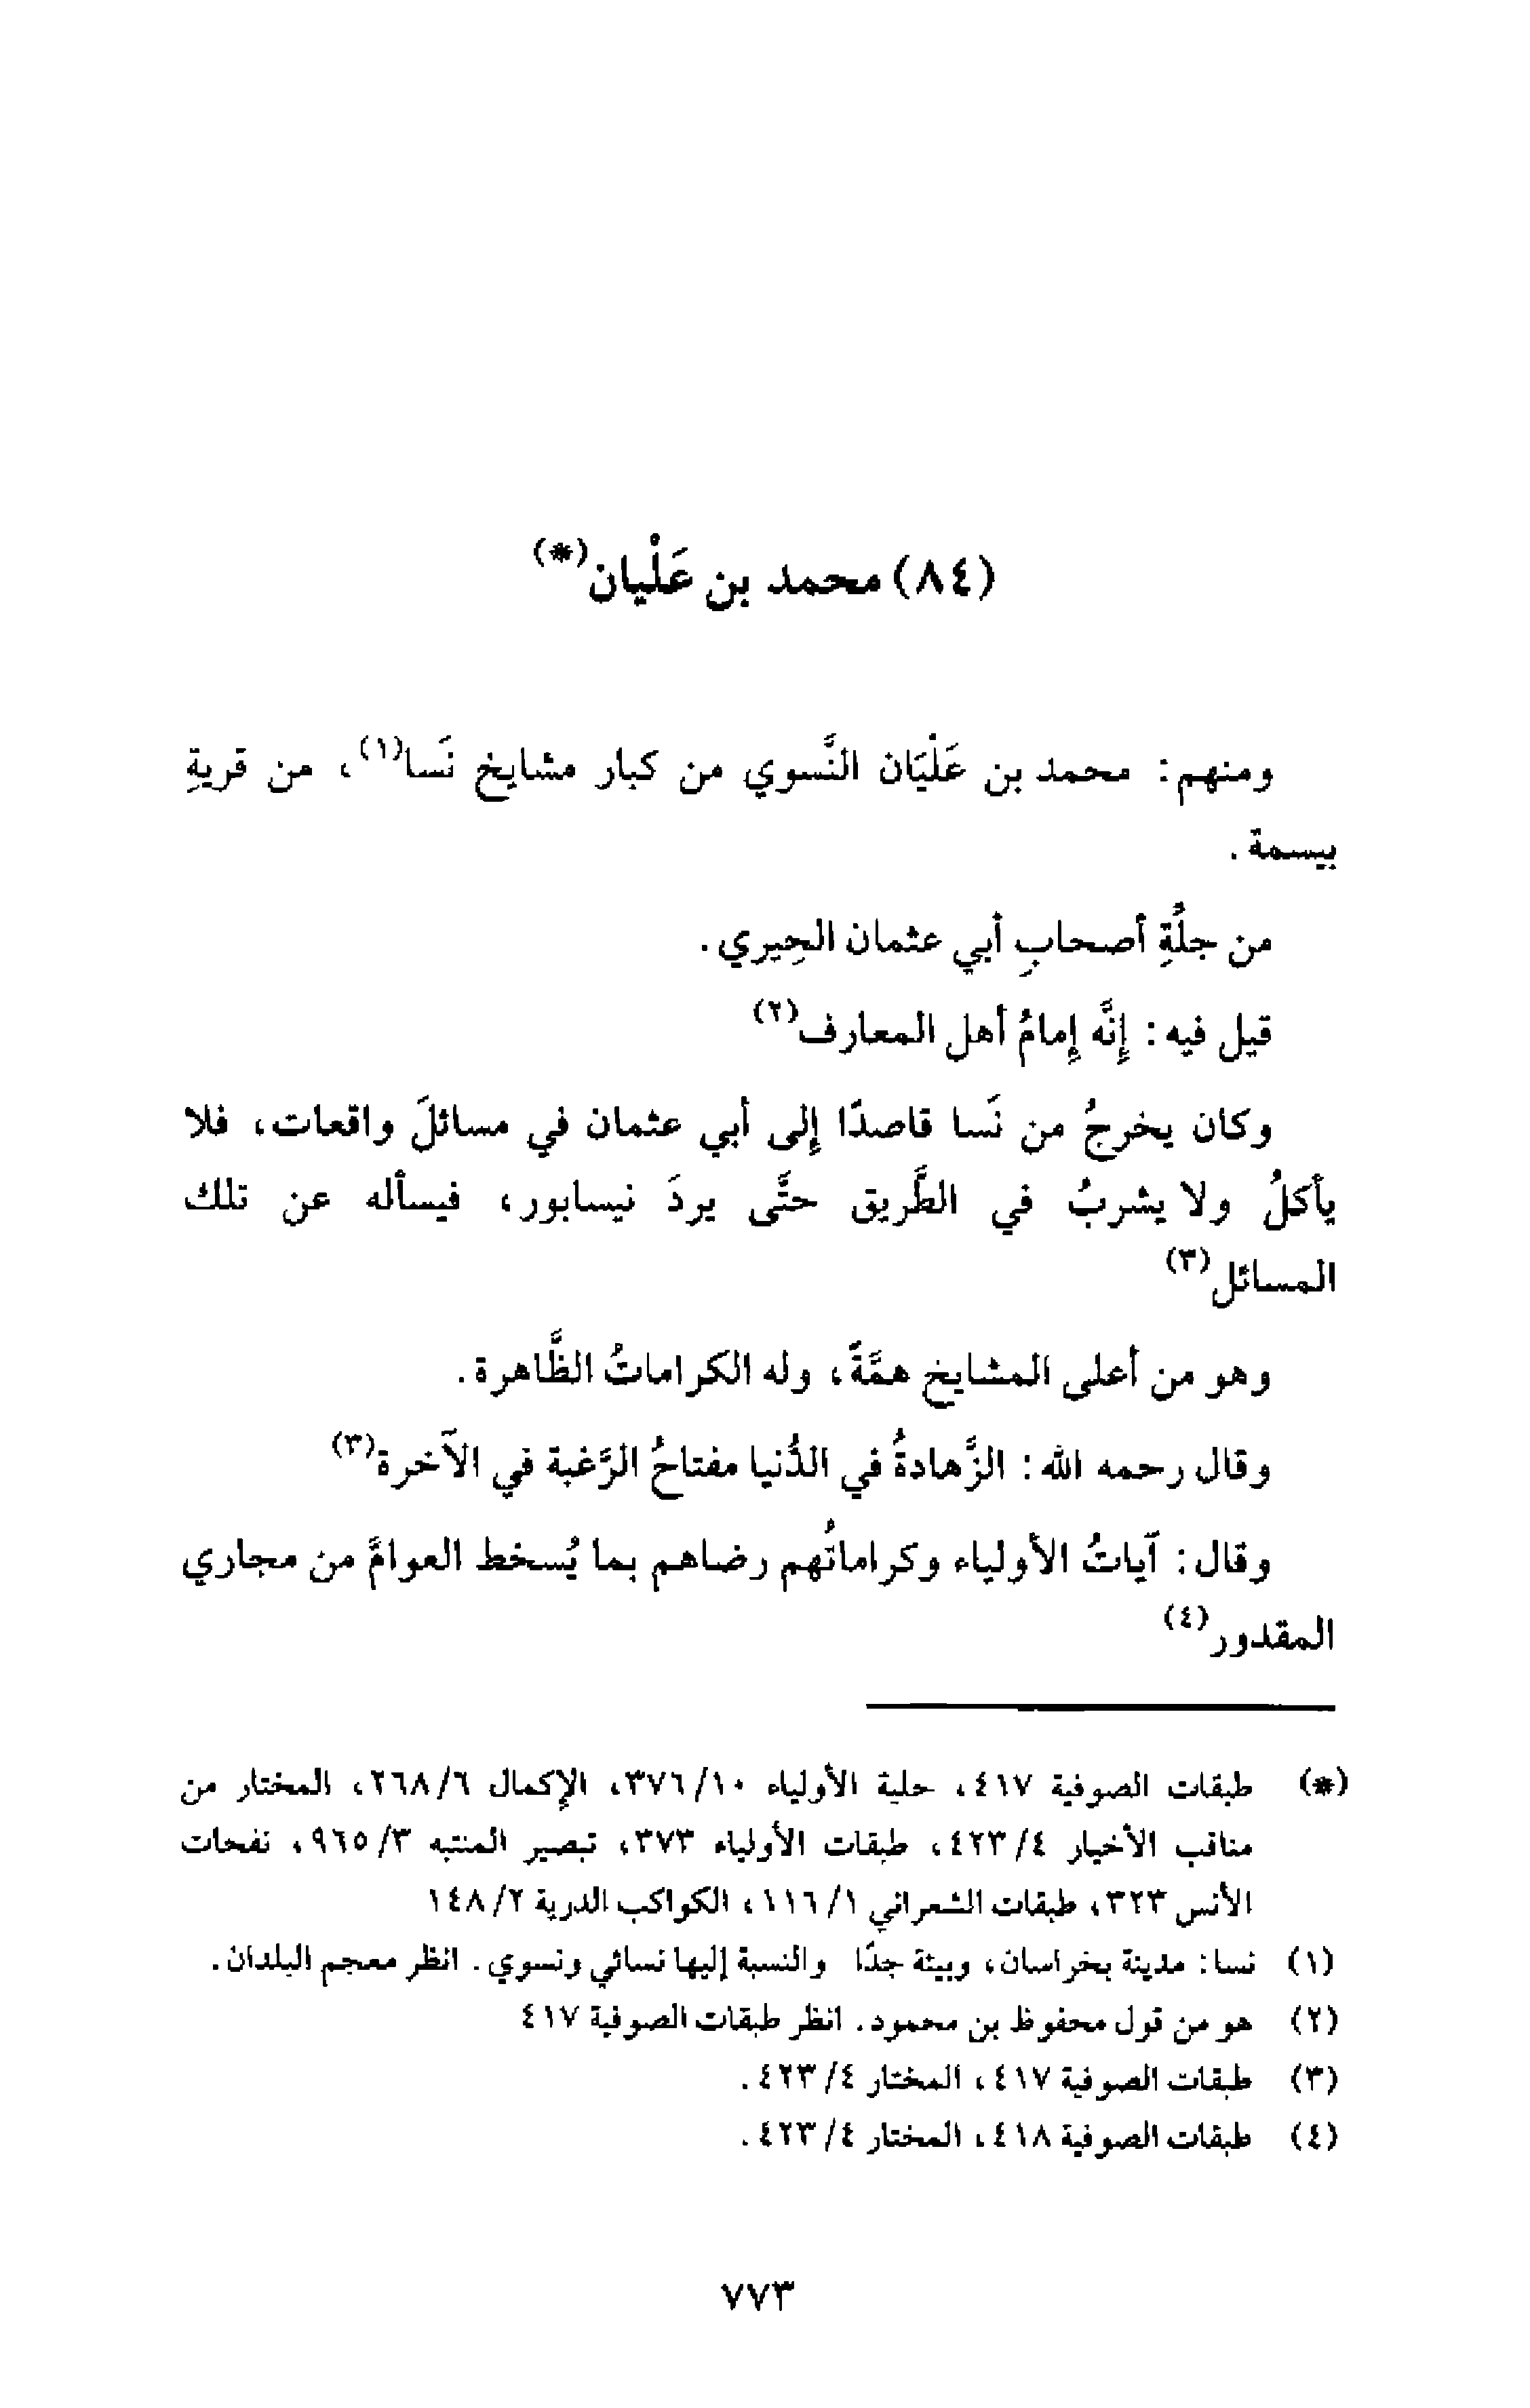 (٨٤) محمد بن عَلْيان(*)
ومنهم: محمد بن عَلْيَان النَّسوي من كبار مشايخ نَسا(١)، من قريةِ
بيسمة.
من جلَّةِ أصحابِ أبي عثمان الحِيري.
قيل فيه: إِنَّه إِمامُ أهل المعارف(٢)
وكان يخرجُ من نَسا قاصدًا إِلى أبي عثمان في مسائلَ واقعات، فلا
يأكلُ ولا يشربُ في الطَّريق حتَّى يردَ نيسابور، فيسأله عن تلك
المسائل(٣)
وهو من أعلى المشايخ همَّةً، وله الكراماتُ الظَّاهرة.
وقال رحمه الله: الزَّهادةُ في الدُّنيا مفتاحُ الرَّغبة في الآخرة(٣)
وقال: آياتُ الأولياء وكراماتُهم رضاهم بما يُسخط العوامَّ من مجاري
المقدور(٤)
(*) طبقات الصوفية ٤١٧، حلية الأولياء ١٠/٣٧٦، الإكمال ٦/٢٦٨، المختار من
مناقب الأخيار ٤/٤٢٣، طبقات الأولياء ٣٧٣، تبصير المنتبه ٣/٩٦٥، نفحات
الأنس ٣٢٣، طبقات الشعراني ١/١١٦، الكواكب الدرية ٢/١٤٨
(١) نسا: مدينة بخراسان، وبيئة جدًا والنسبة إليها نسائي ونسوي. انظر معجم البلدان.
(٢) هو من قول محفوظ بن محمود. انظر طبقات الصوفية ٤١٧
(٣) طبقات الصوفية ٤١٧، المختار ٤/٤٢٣.
(٤) طبقات الصوفية ٤١٨، المختار ٤/٤٢٣.
٧٧٣